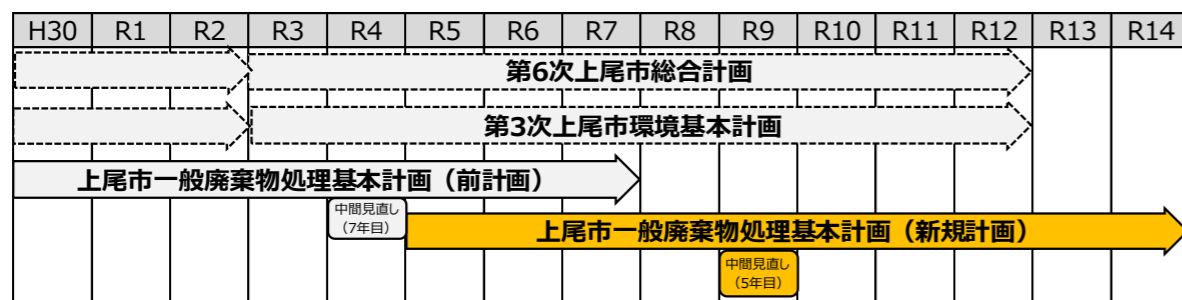 H30 R1 R2 R3 R4 R5 R6 R7 R8 R9 R10 R11 R12 R13 R14
第6次上尾市総合計画
第3次上尾市環境基本計画
上尾市一般廃棄物処理基本計画（前計画）
中間見直し
（7年目）
上尾市一般廃棄物処理基本計画（新規計画）
中間見直し
（5年目）